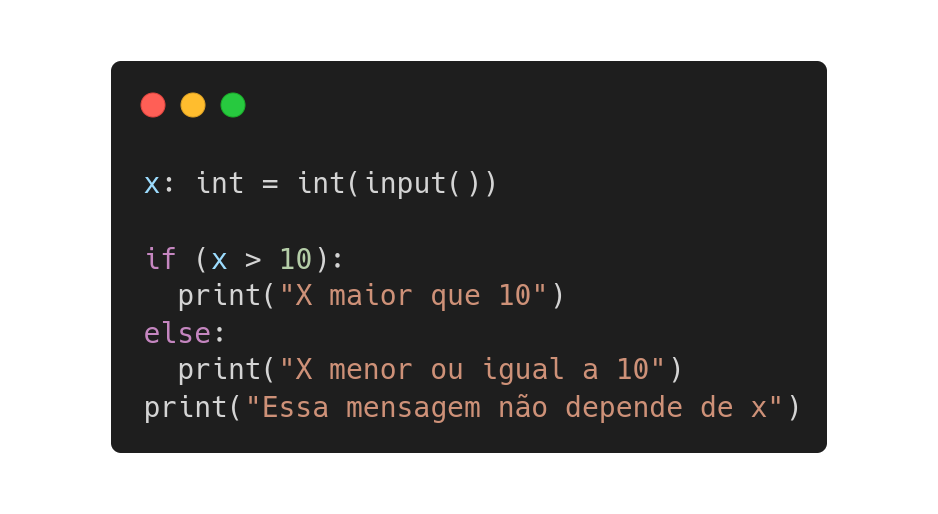 x: int = int(input())
if (x > 10):
  print("X maior que 10")
else:
  print("X menor ou igual a 10")
print("Essa mensagem não depende de x")